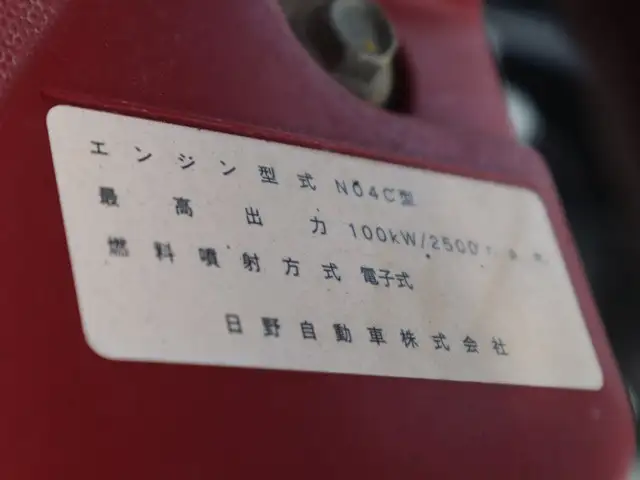 エンジン型式 N04C型
最高出力 100kW/2500r.p.m.
燃料噴射方式 電子式
日野自動車株式会社